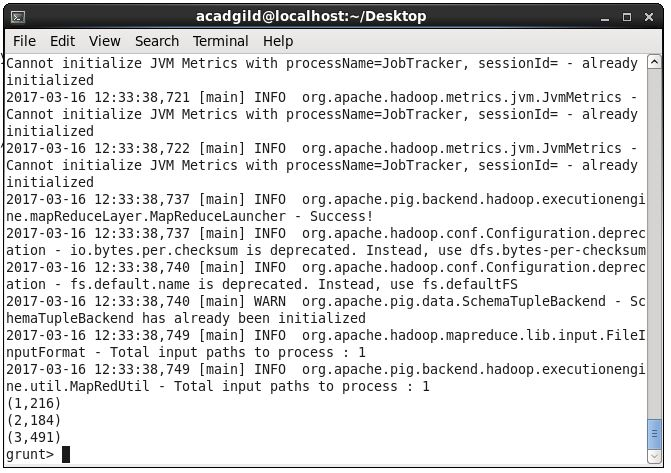 acadgild@localhost:~/Desktop
File Edit View Search Terminal Help
Cannot initialize JVM Metrics with processName=JobTracker, sessionId= - already
initialized
2017-03-16 12:33:38,721 [main] INFO  org.apache.hadoop.metrics.jvm.JvmMetrics -
Cannot initialize JVM Metrics with processName=JobTracker, sessionId= - already
initialized
2017-03-16 12:33:38,722 [main] INFO  org.apache.hadoop.metrics.jvm.JvmMetrics -
Cannot initialize JVM Metrics with processName=JobTracker, sessionId= - already
initialized
2017-03-16 12:33:38,737 [main] INFO  org.apache.pig.backend.hadoop.executionengi
ne.mapReduceLayer.MapReduceLauncher - Success!
2017-03-16 12:33:38,737 [main] INFO  org.apache.hadoop.conf.Configuration.deprec
ation - io.bytes.per.checksum is deprecated. Instead, use dfs.bytes-per-checksum
2017-03-16 12:33:38,740 [main] INFO  org.apache.hadoop.conf.Configuration.deprec
ation - fs.default.name is deprecated. Instead, use fs.defaultFS
2017-03-16 12:33:38,740 [main] WARN  org.apache.pig.data.SchemaTupleBackend - Sc
hemaTupleBackend has already been initialized
2017-03-16 12:33:38,749 [main] INFO  org.apache.hadoop.mapreduce.lib.input.FileI
nputFormat - Total input paths to process : 1
2017-03-16 12:33:38,749 [main] INFO  org.apache.pig.backend.hadoop.executionengi
ne.util.MapRedUtil - Total input paths to process : 1
(1,216)
(2,184)
(3,491)
grunt>